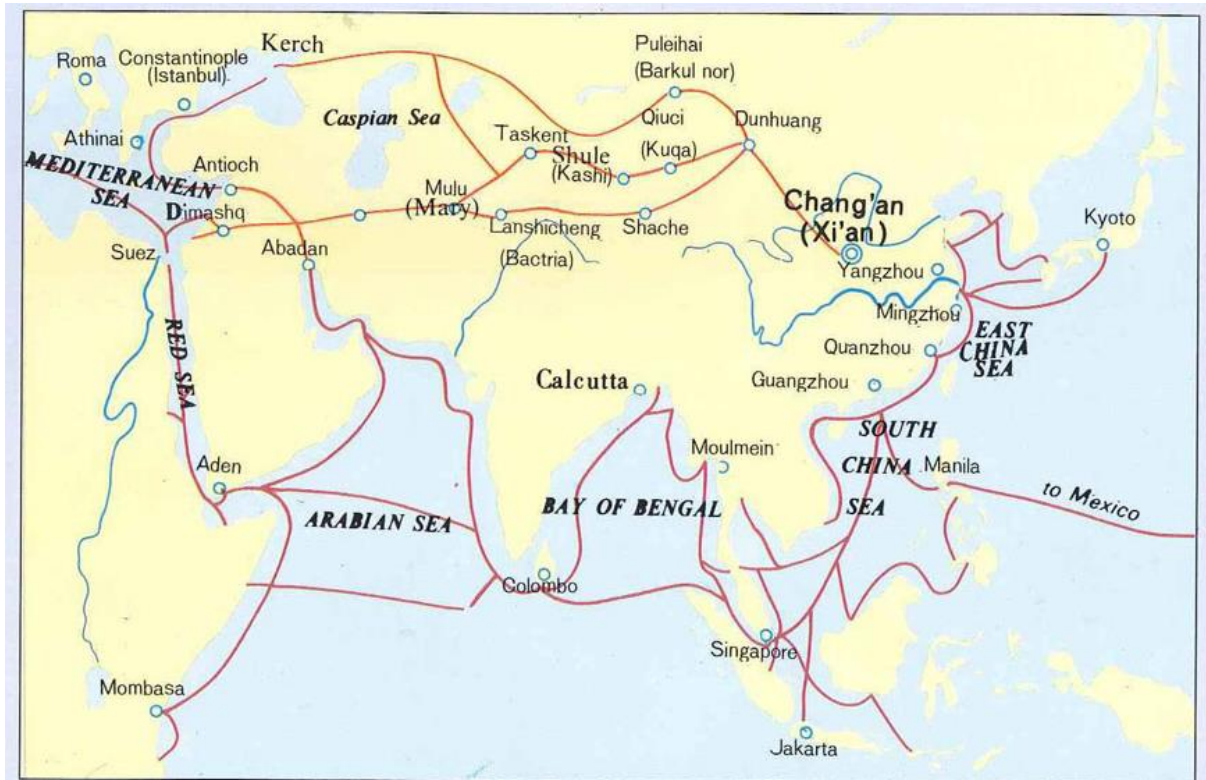 Roma
Constantinople
(Istanbul)
Kerch
Puleihai
(Barkul nor)
Athinai
Caspian Sea
Taskent
Qiuci
Dunhuang
MEDITERRANEAN
SEA
Antioch
Shule
(Kashi)
(Kuqa)
Dimashq
Mulu
(Mary)
Chang'an
(Xi'an)
Kyoto
Suez
Abadan
Lanshicheng
(Bactria)
Shache
Yangzhou
Mingzhou
RED SEA
EAST
CHINA
SEA
Quanzhou
Calcutta
Guangzhou
SOUTH
CHINA
SEA
Aden
Moulmein
Manila
to Mexico
ARABIAN SEA
BAY OF BENGAL
Colombo
Singapore
Mombasa
Jakarta